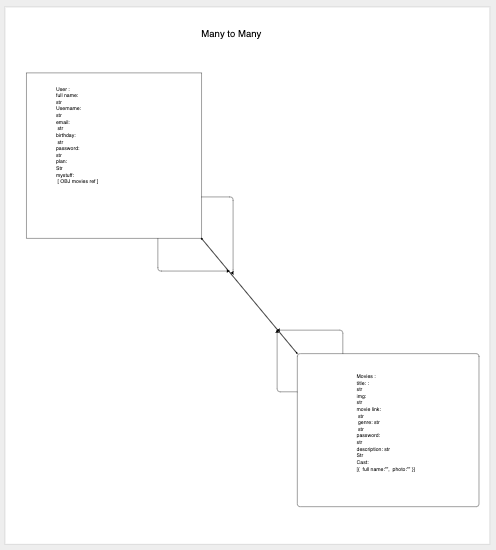 Many to Many
User :
full name:
str
Username:
str
email:
str
birthday:
str
password:
str
plan:
Str
mystuff:
[ OBJ movies ref ]
Movies :
title: :
str
img:
str
movie link:
str
genre: str
str
password:
str
description: str
Str
Cast:
[{ full name:"", photo:"" }]